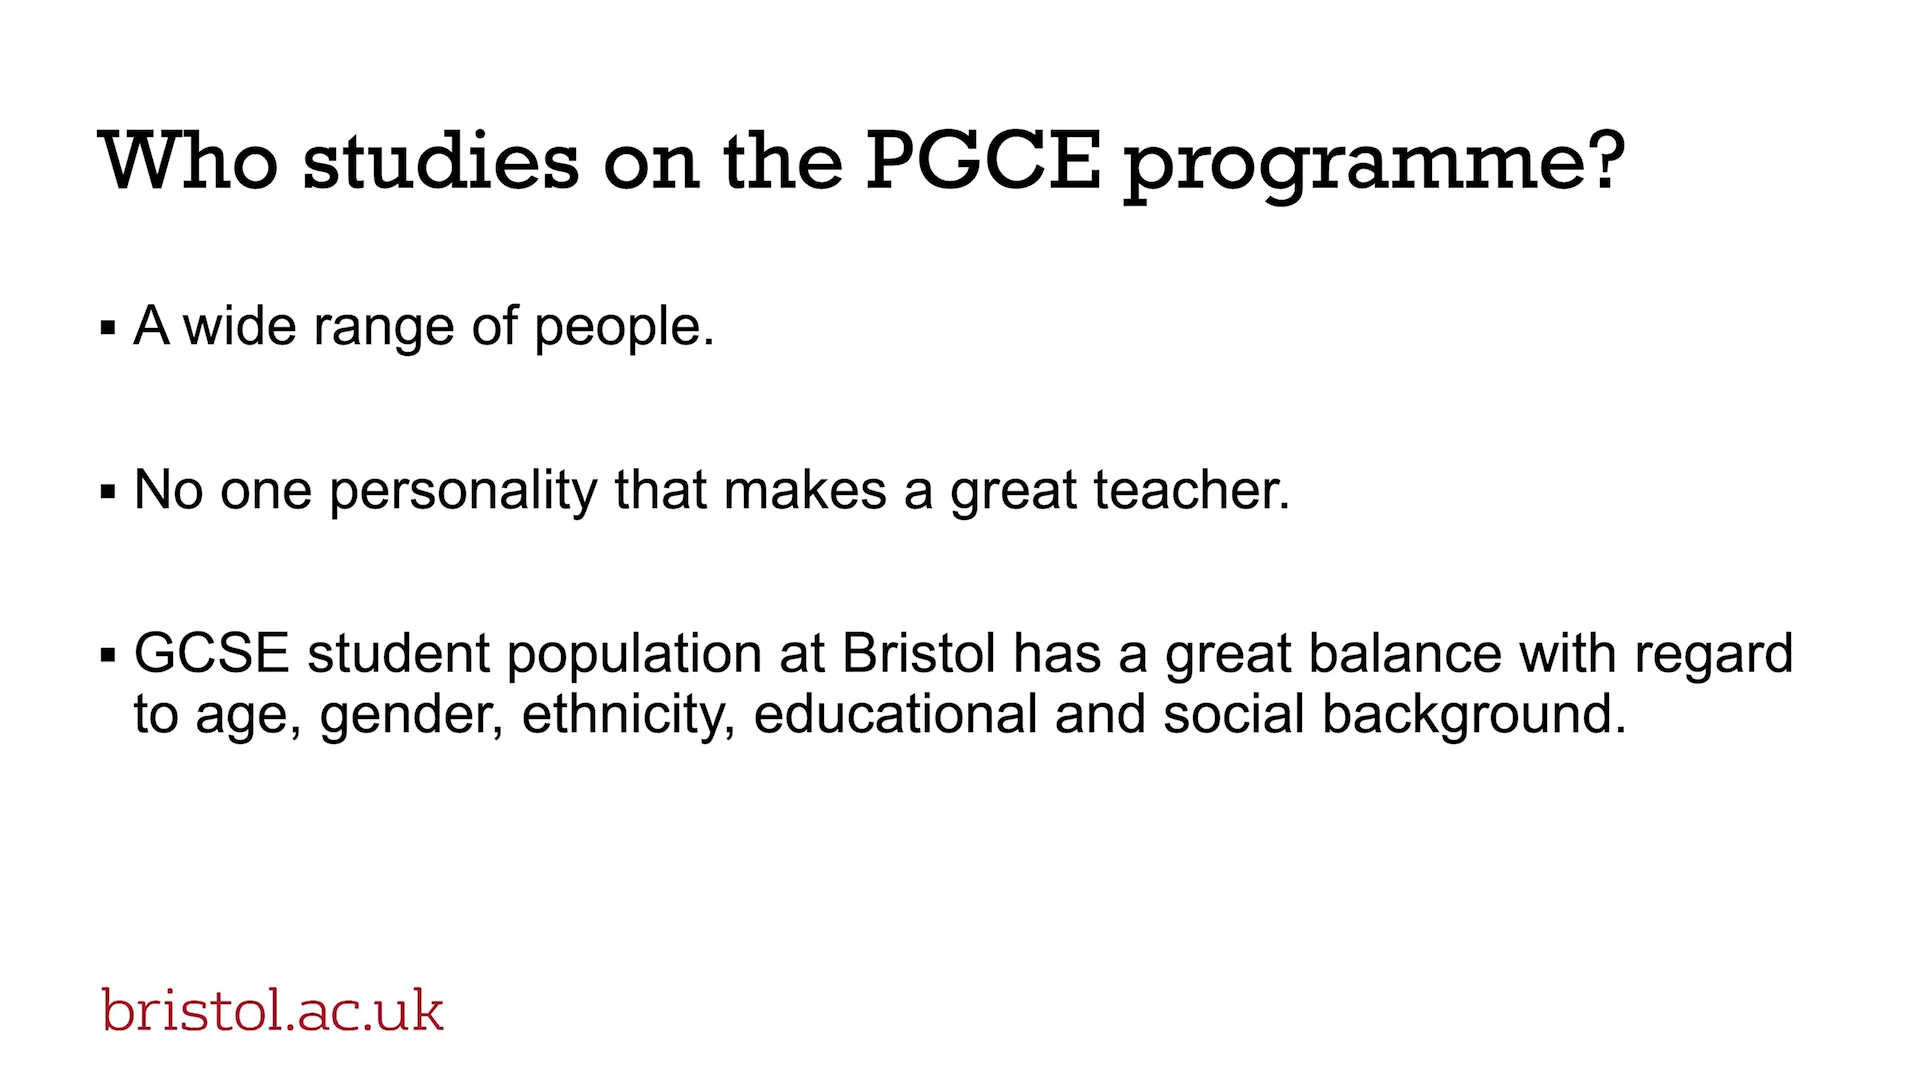 Who studies on the PGCE programme?
▪ A wide range of people.
▪ No one personality that makes a great teacher.
▪ GCSE student population at Bristol has a great balance with regard
to age, gender, ethnicity, educational and social background.
bristol.ac.uk